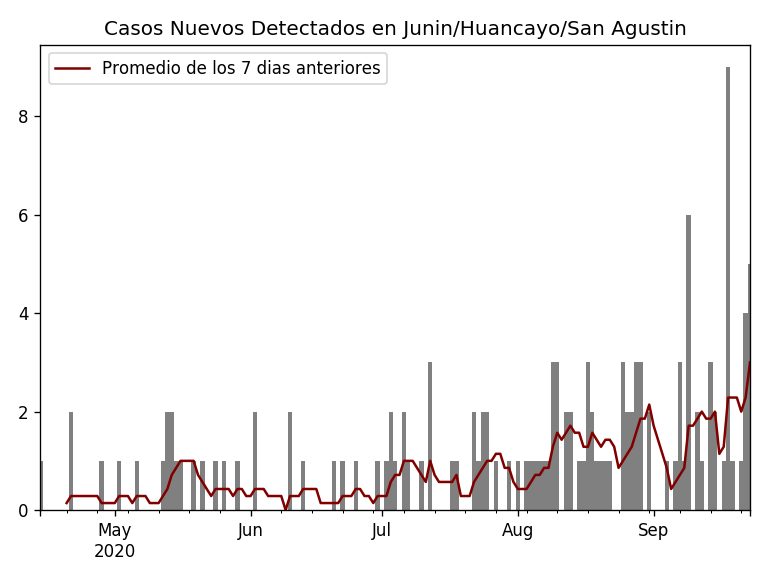 Casos Nuevos Detectados en Junin/Huancayo/San Agustin
Promedio de los 7 dias anteriores
8
6
4
2
0
May Jun Jul Aug Sep
2020